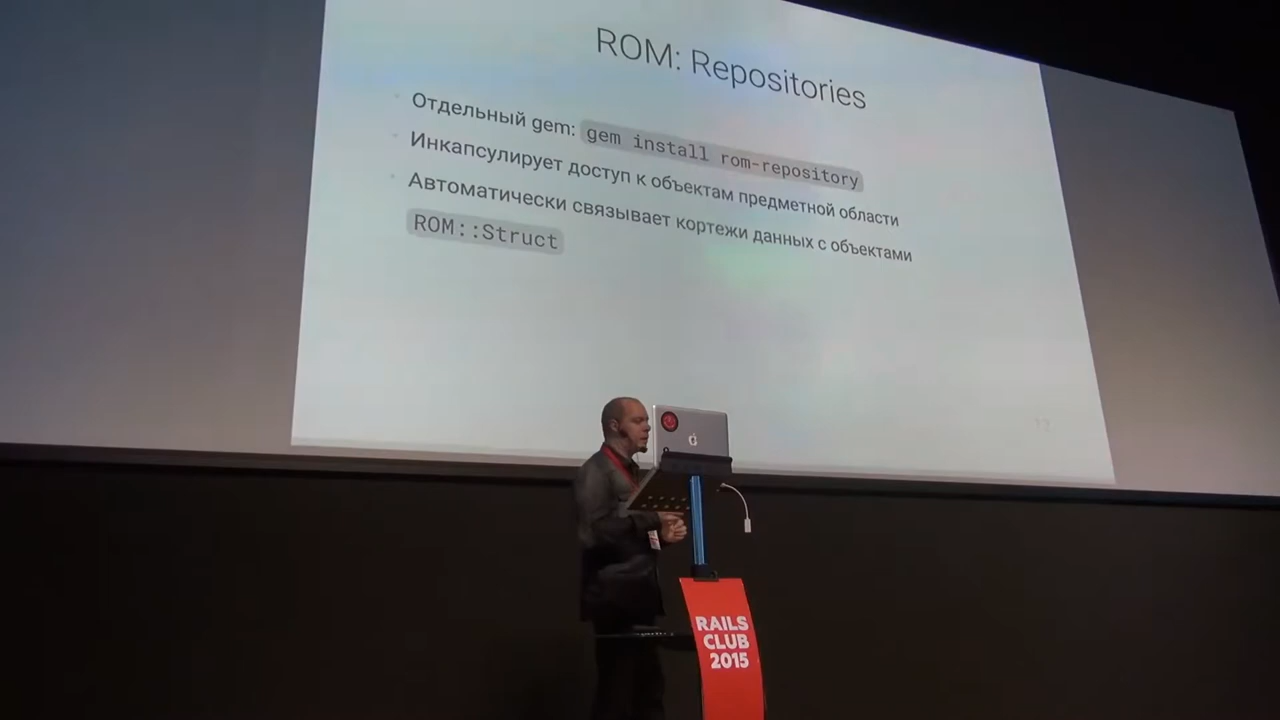 ROM: Repositories
Отдельный gem: gem install rom-repository
Инкапсулирует доступ к объектам предметной области
Автоматически связывает кортежи данных с объектами
ROM::Struct
RAILS
CLUB
2015